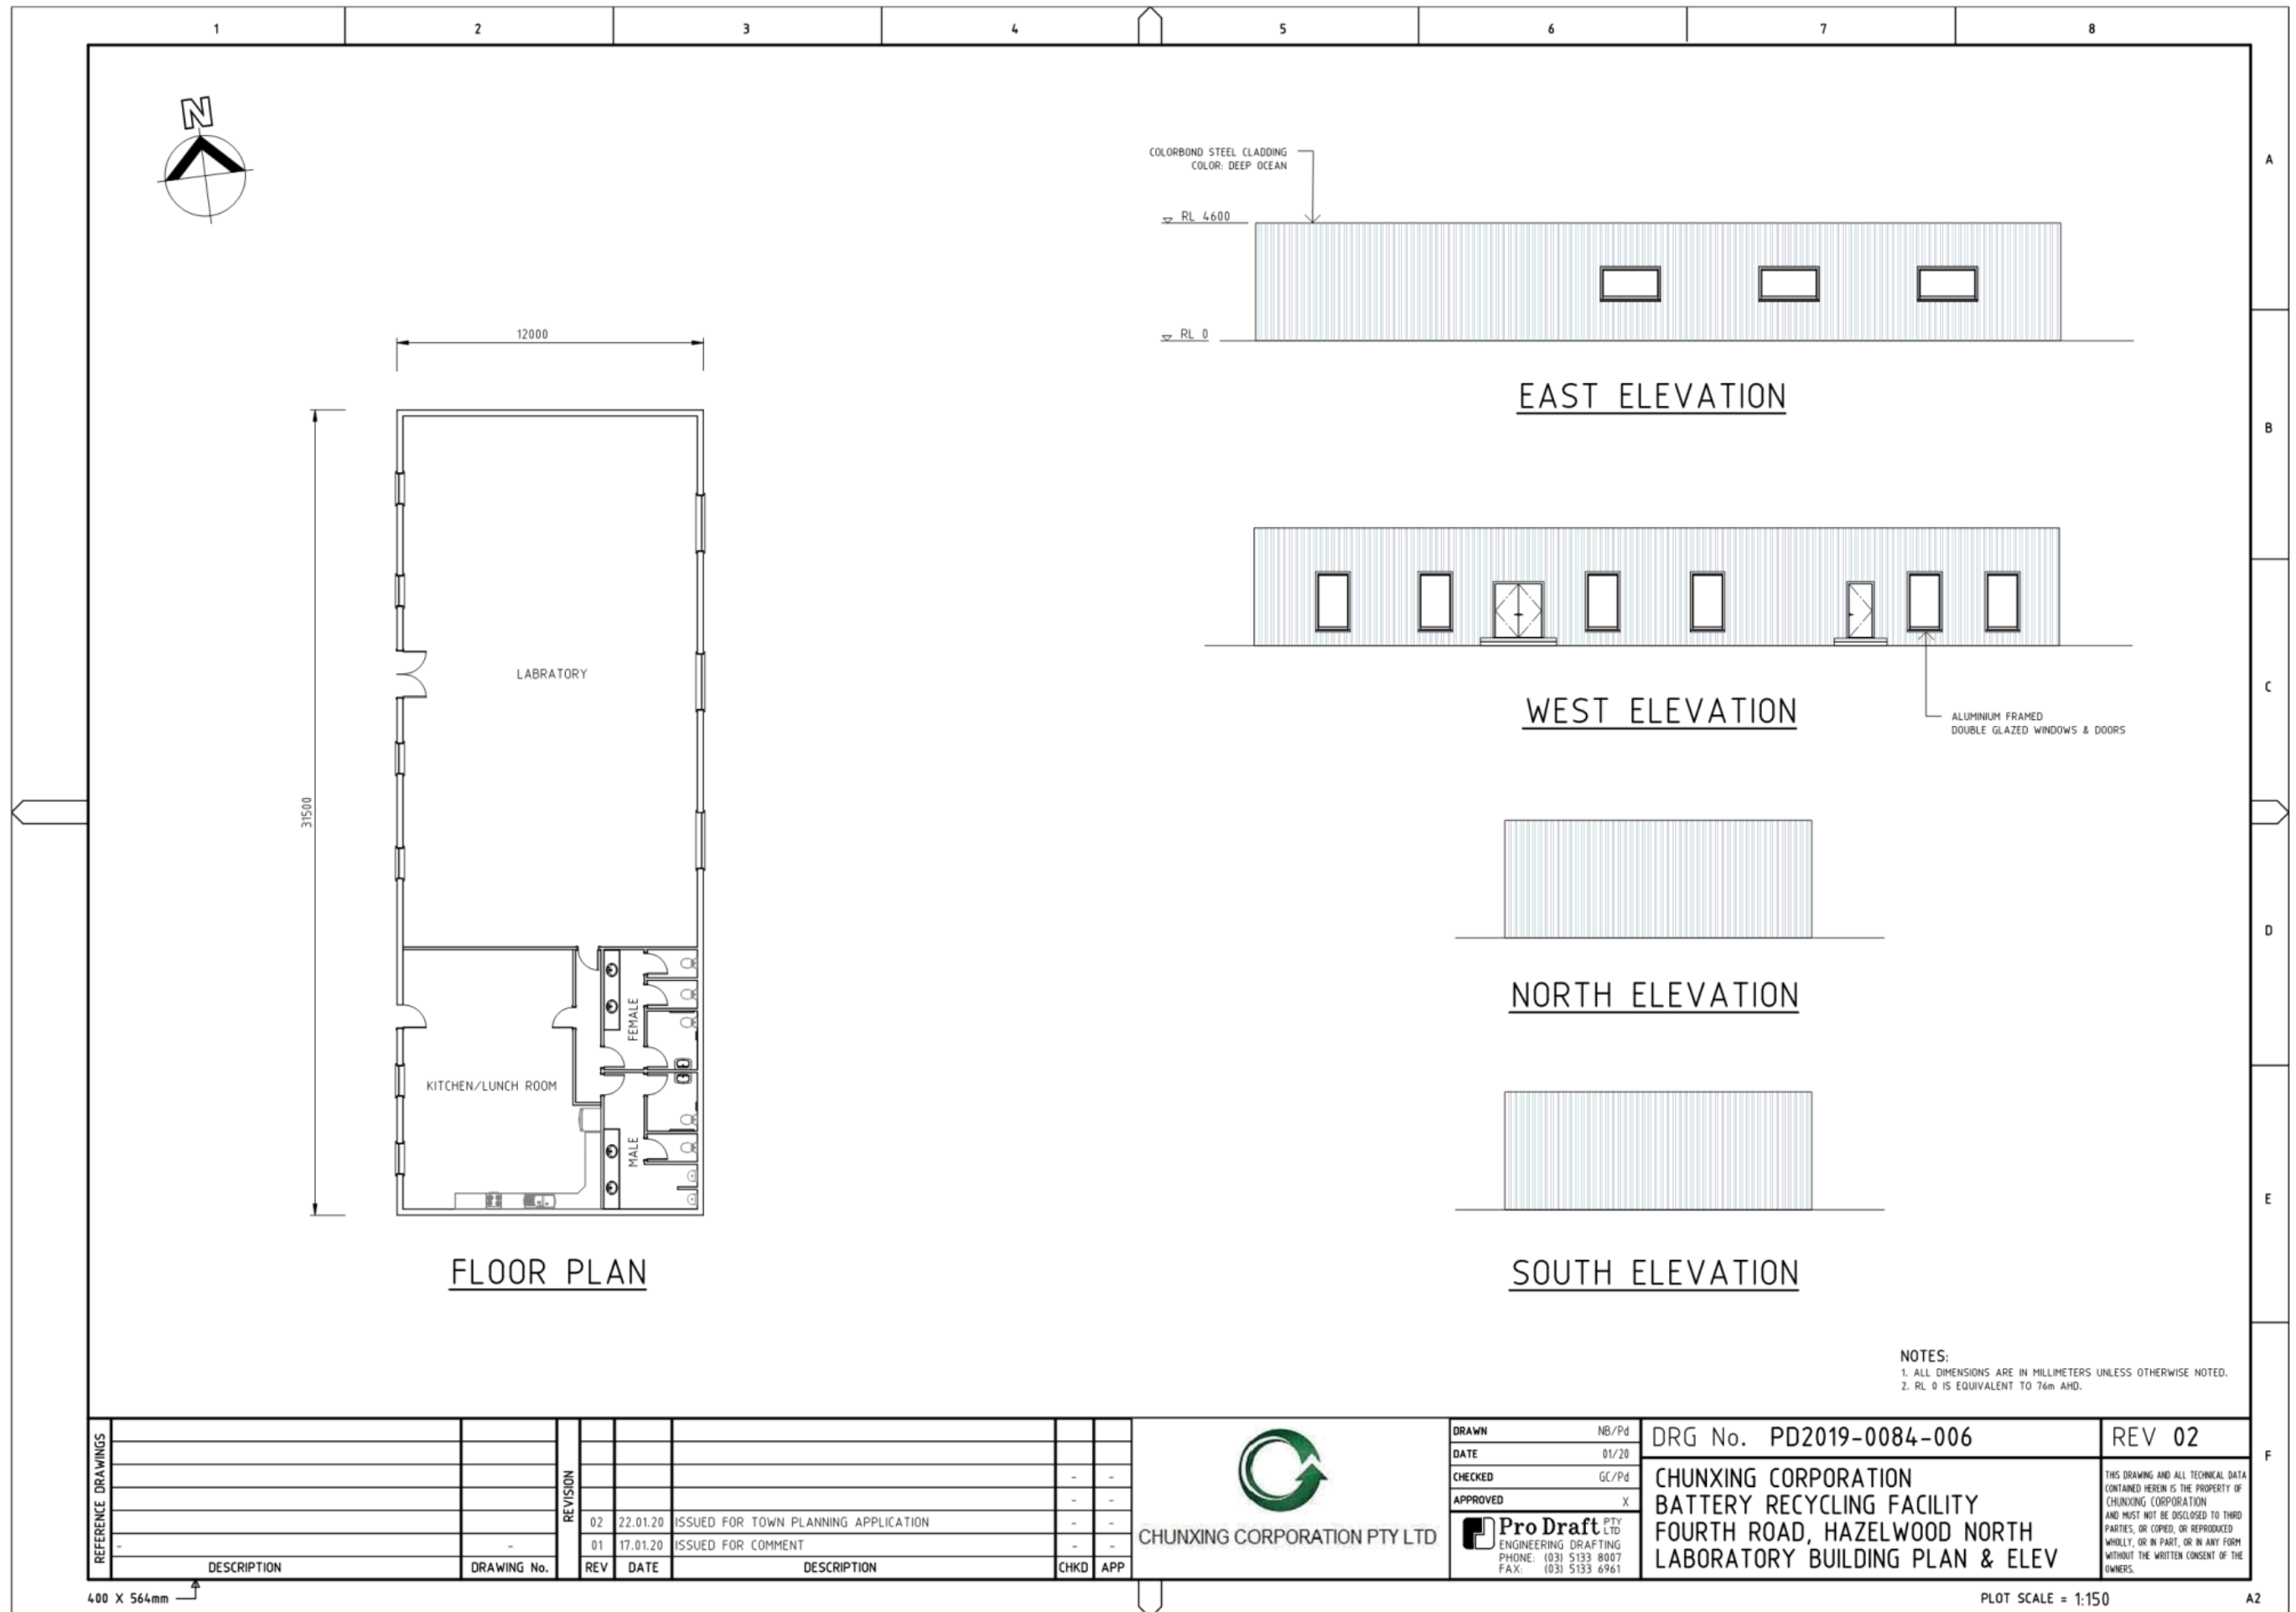 1 2 3 4 5 6 7 8
N
COLORBOND STEEL CLADDING
COLOR: DEEP OCEAN
A
RL 4600
RL 0
EAST ELEVATION
12000
B
31500
LABRATORY
WEST ELEVATION
ALUMINIUM FRAMED
DOUBLE GLAZED WINDOWS & DOORS
C
NORTH ELEVATION
D
FEMALE
KITCHEN/LUNCH ROOM
MALE
E
FLOOR PLAN
SOUTH ELEVATION
NOTES:
1. ALL DIMENSIONS ARE IN MILLIMETERS UNLESS OTHERWISE NOTED.
2. RL 0 IS EQUIVALENT TO 76m AHD.
F
REFERENCE DRAWINGS
- -
DESCRIPTION DRAWING No.
REVISION
- -
- -
02 22.01.20 ISSUED FOR TOWN PLANNING APPLICATION - -
01 17.01.20 ISSUED FOR COMMENT - -
REV DATE DESCRIPTION CHKD APP
CHUNXING CORPORATION PTY LTD
DRAWN NB/Pd
DATE 01/20
CHECKED GC/Pd
APPROVED X
Pro Draft PTY LTD
ENGINEERING DRAFTING
PHONE: (03) 5133 8007
FAX: (03) 5133 6961
DRG No. PD2019-0084-006
REV 02
CHUNXING CORPORATION
BATTERY RECYCLING FACILITY
FOURTH ROAD, HAZELWOOD NORTH
LABORATORY BUILDING PLAN & ELEV
THIS DRAWING AND ALL TECHNICAL DATA
CONTAINED HEREIN IS THE PROPERTY OF
CHUNXING CORPORATION
AND MUST NOT BE DISCLOSED TO THIRD
PARTIES, OR COPIED, OR REPRODUCED
WHOLLY, OR IN PART, OR IN ANY FORM
WITHOUT THE WRITTEN CONSENT OF THE
OWNERS.
400 X 564mm
PLOT SCALE = 1:150
A2